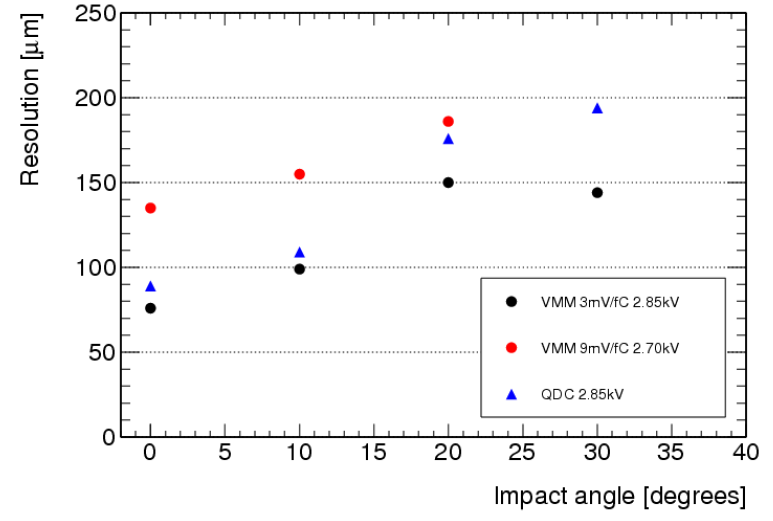 Resolution [μm]
250
200
150
100
50
0
VMM 3mV/fC 2.85kV
VMM 9mV/fC 2.70kV
QDC 2.85kV
0 5 10 15 20 25 30 35 40
Impact angle [degrees]